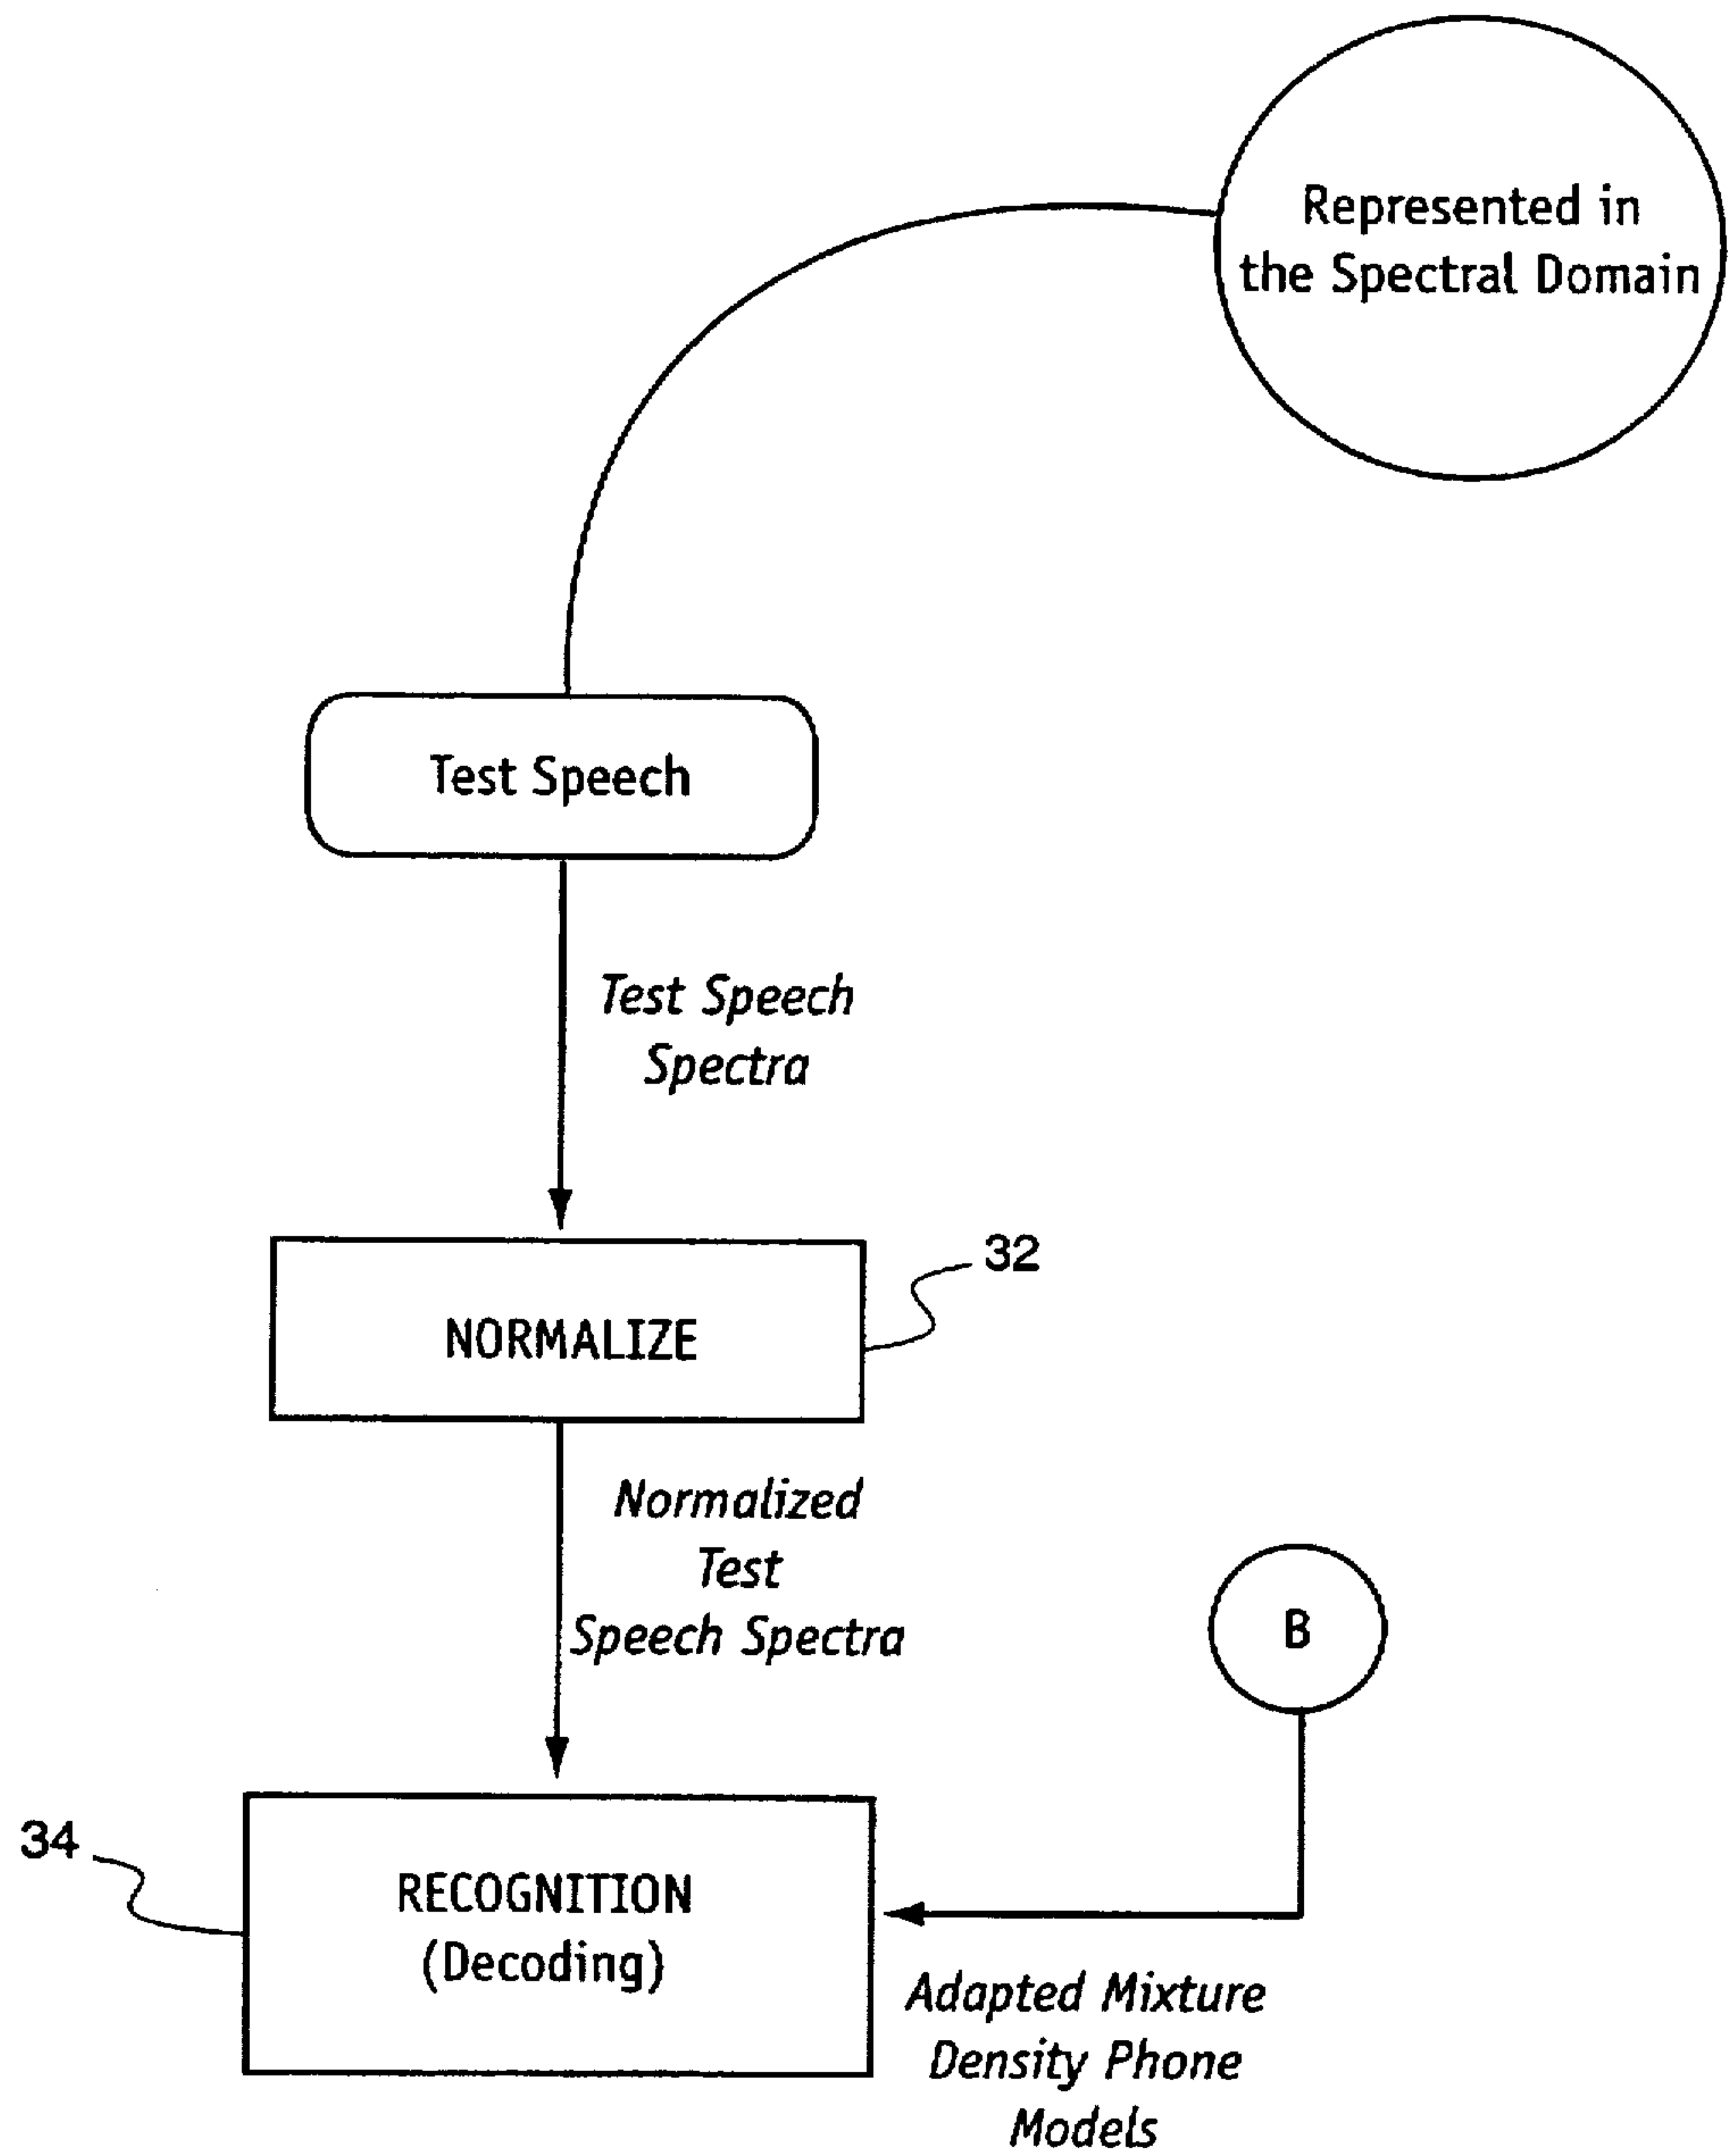 Represented in
the Spectral Domain
Test Speech
Test Speech
Spectra
32
NORMALIZE
Normalized
Test
Speech Spectra
B
34
RECOGNITION
(Decoding)
Adapted Mixture
Density Phone
Models